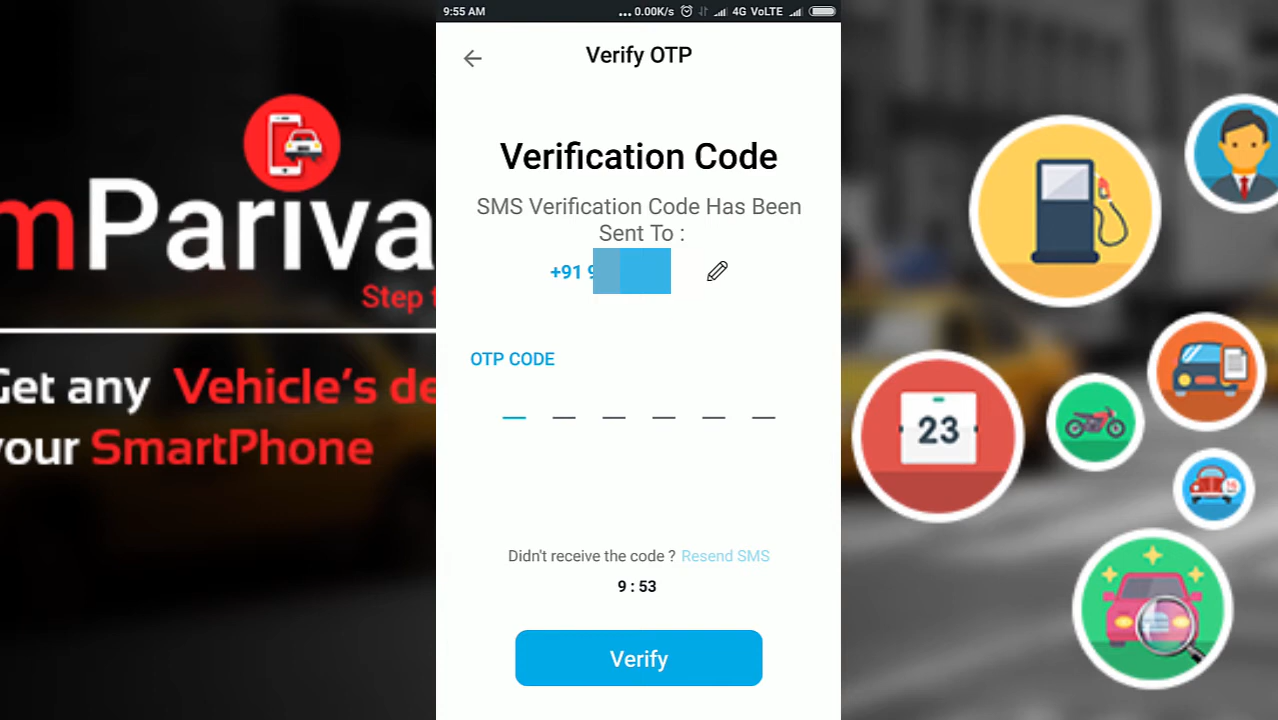 9:55 AM
...0.00K/s 4G VoLTE
Verify OTP
Verification Code
SMS Verification Code Has Been
Sent To :
+91 9
OTP CODE
Didn't receive the code ? Resend SMS
9 : 53
Verify
mPariva
Step
Get any Vehicle's de
your SmartPhone
23